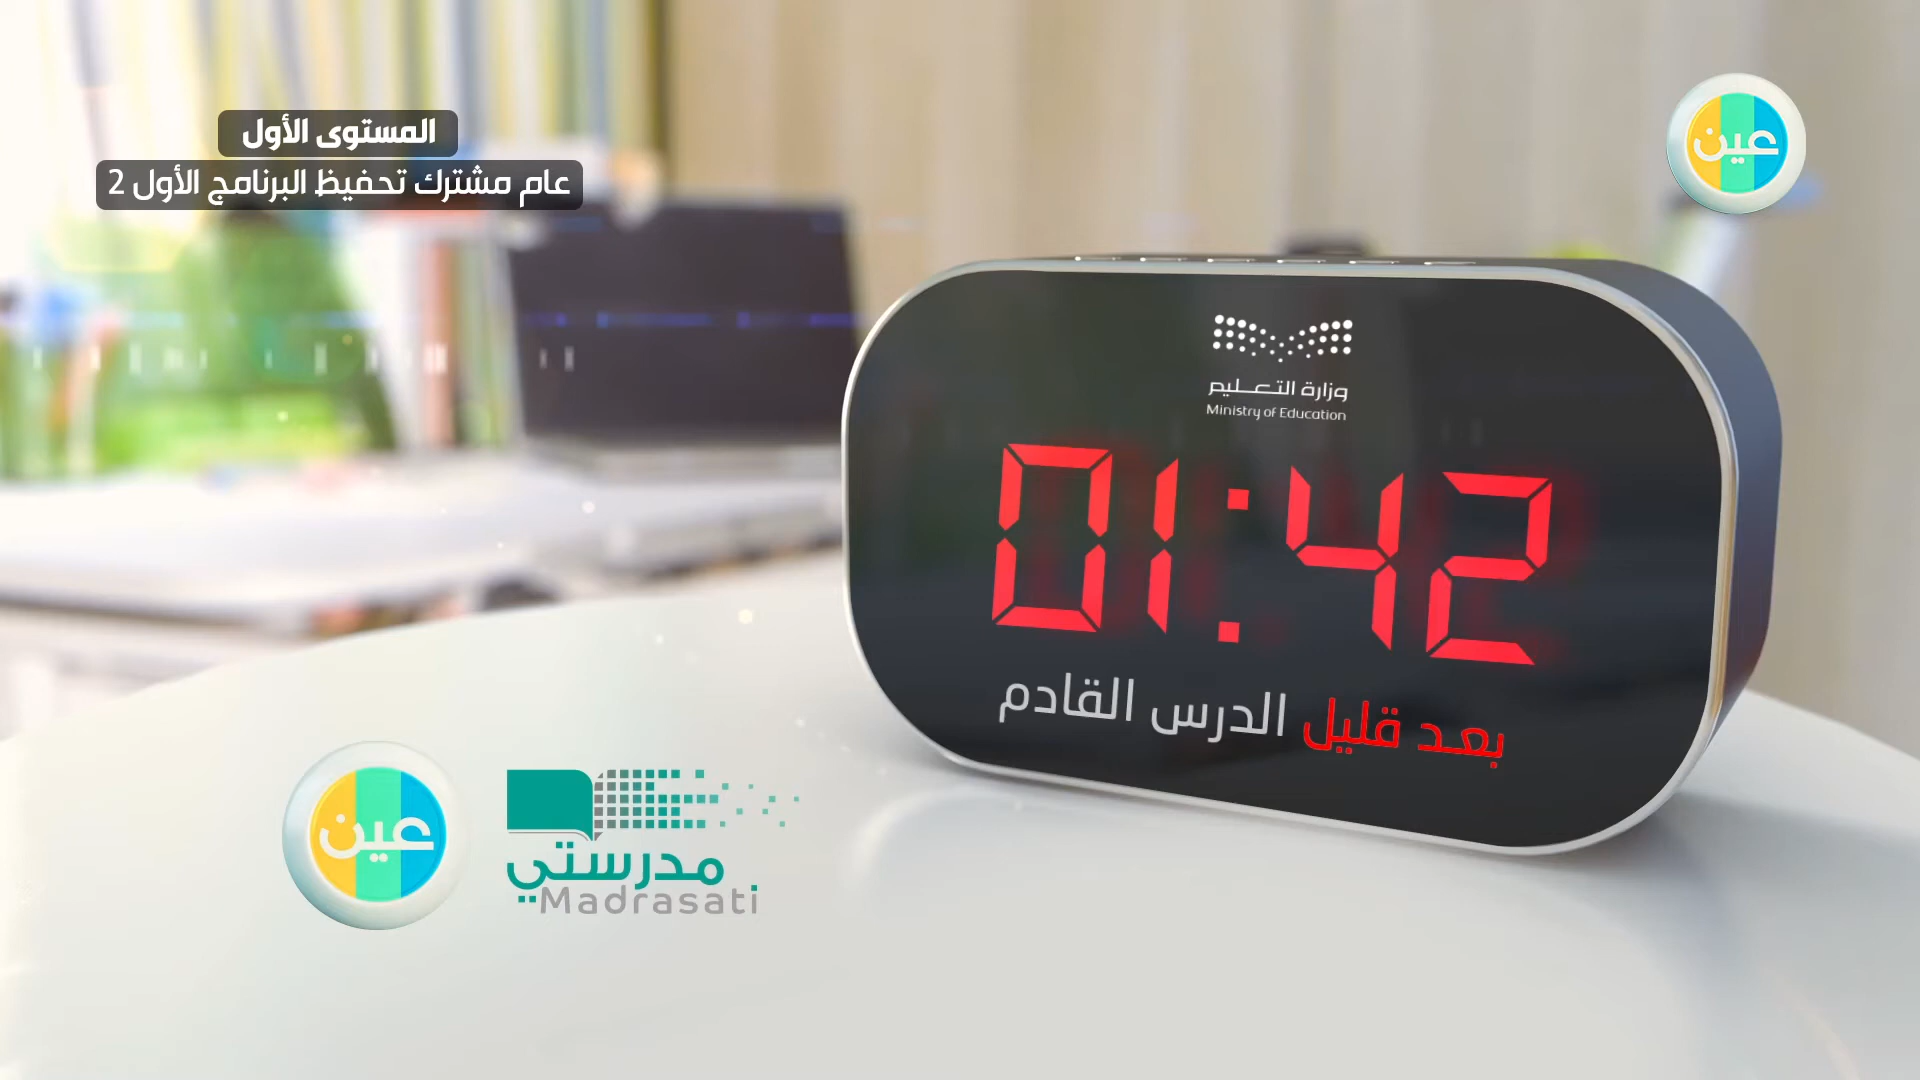 المستوى الأول
عام مشترك تحفيظ البرنامج الأول 2
عين
وزارة التعليم
Ministry of Education
01:42
بعد قليل الدرس القادم
عين
مدرستي
Madrasati